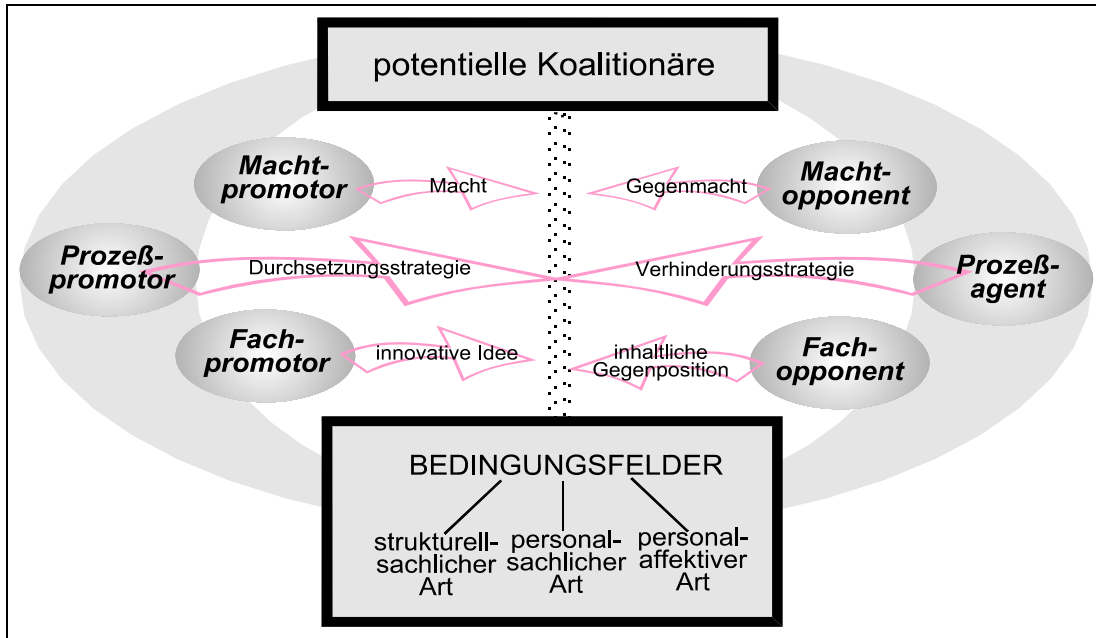 potentielle Koalitionäre
Macht-
promotor
Macht
Gegenmacht
Macht-
opponent
Prozeß-
promotor
Durchsetzungsstrategie
Verhinderungsstrategie
Prozeß-
agent
Fach-
promotor
innovative Idee
inhaltliche
Gegenposition
Fach-
opponent
BEDINGUNGSFELDER
strukturell-
sachlicher
Art
personal-
sachlicher
Art
personal-
affektiver
Art